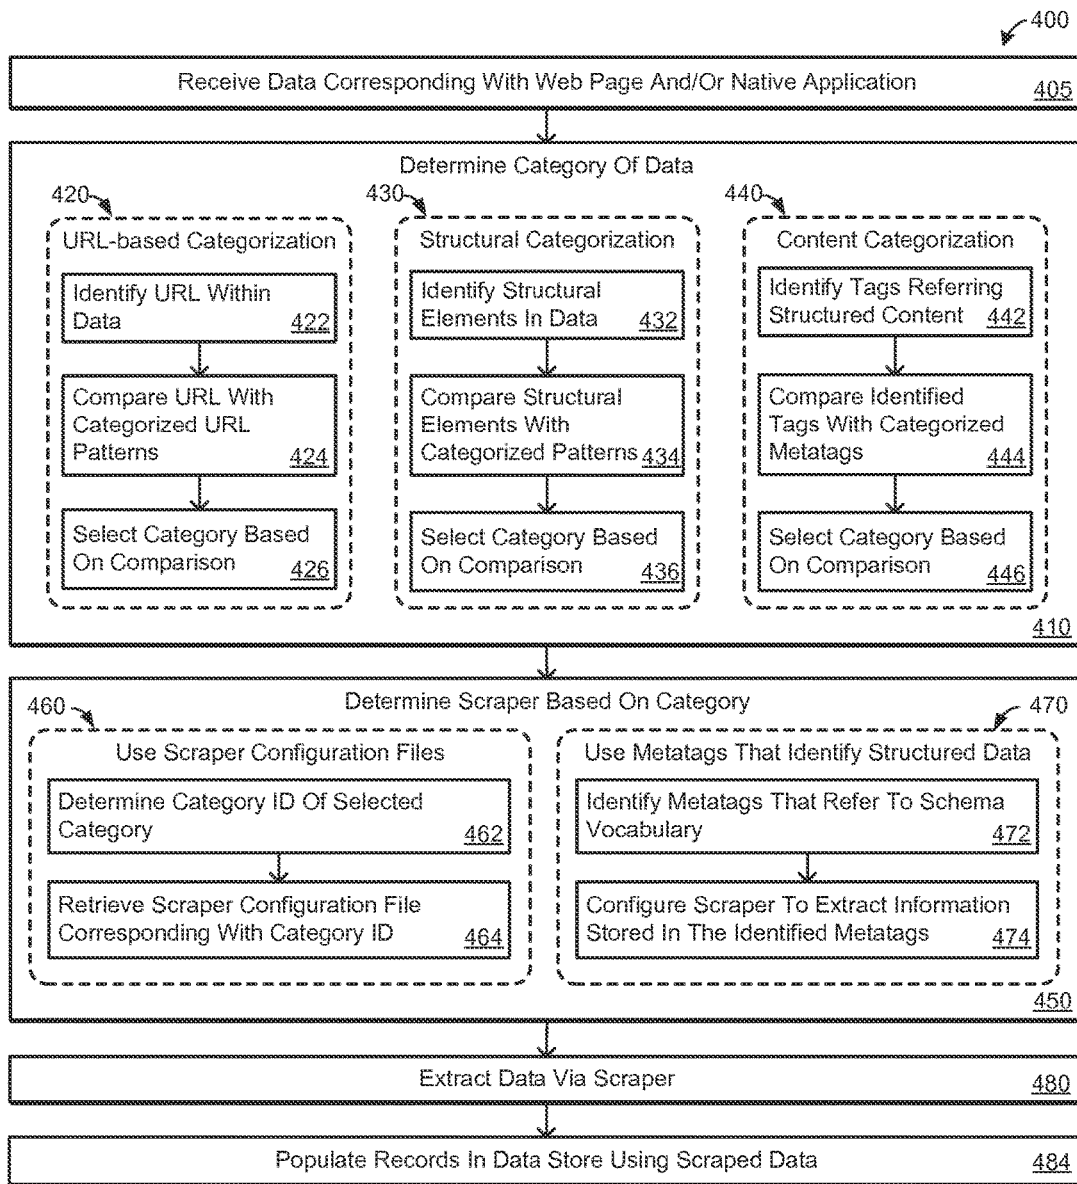 400
Receive Data Corresponding With Web Page And/Or Native Application
405
Determine Category Of Data
420
URL-based Categorization
Identify URL Within
Data
422
Compare URL With
Categorized URL
Patterns
424
Select Category Based
On Comparison
426
430
Structural Categorization
Identify Structural
Elements In Data
432
Compare Structural
Elements With
Categorized Patterns
434
Select Category Based
On Comparison
436
440
Content Categorization
Identify Tags Referring
Structured Content
442
Compare Identified
Tags With Categorized
Metatags
444
Select Category Based
On Comparison
446
410
Determine Scraper Based On Category
460
Use Scraper Configuration Files
Determine Category ID Of Selected
Category
462
Retrieve Scraper Configuration File
Corresponding With Category ID
464
470
Use Metatags That Identify Structured Data
Identify Metatags That Refer To Schema
Vocabulary
472
Configure Scraper To Extract Information
Stored In The Identified Metatags
474
450
Extract Data Via Scraper
480
Populate Records In Data Store Using Scraped Data
484